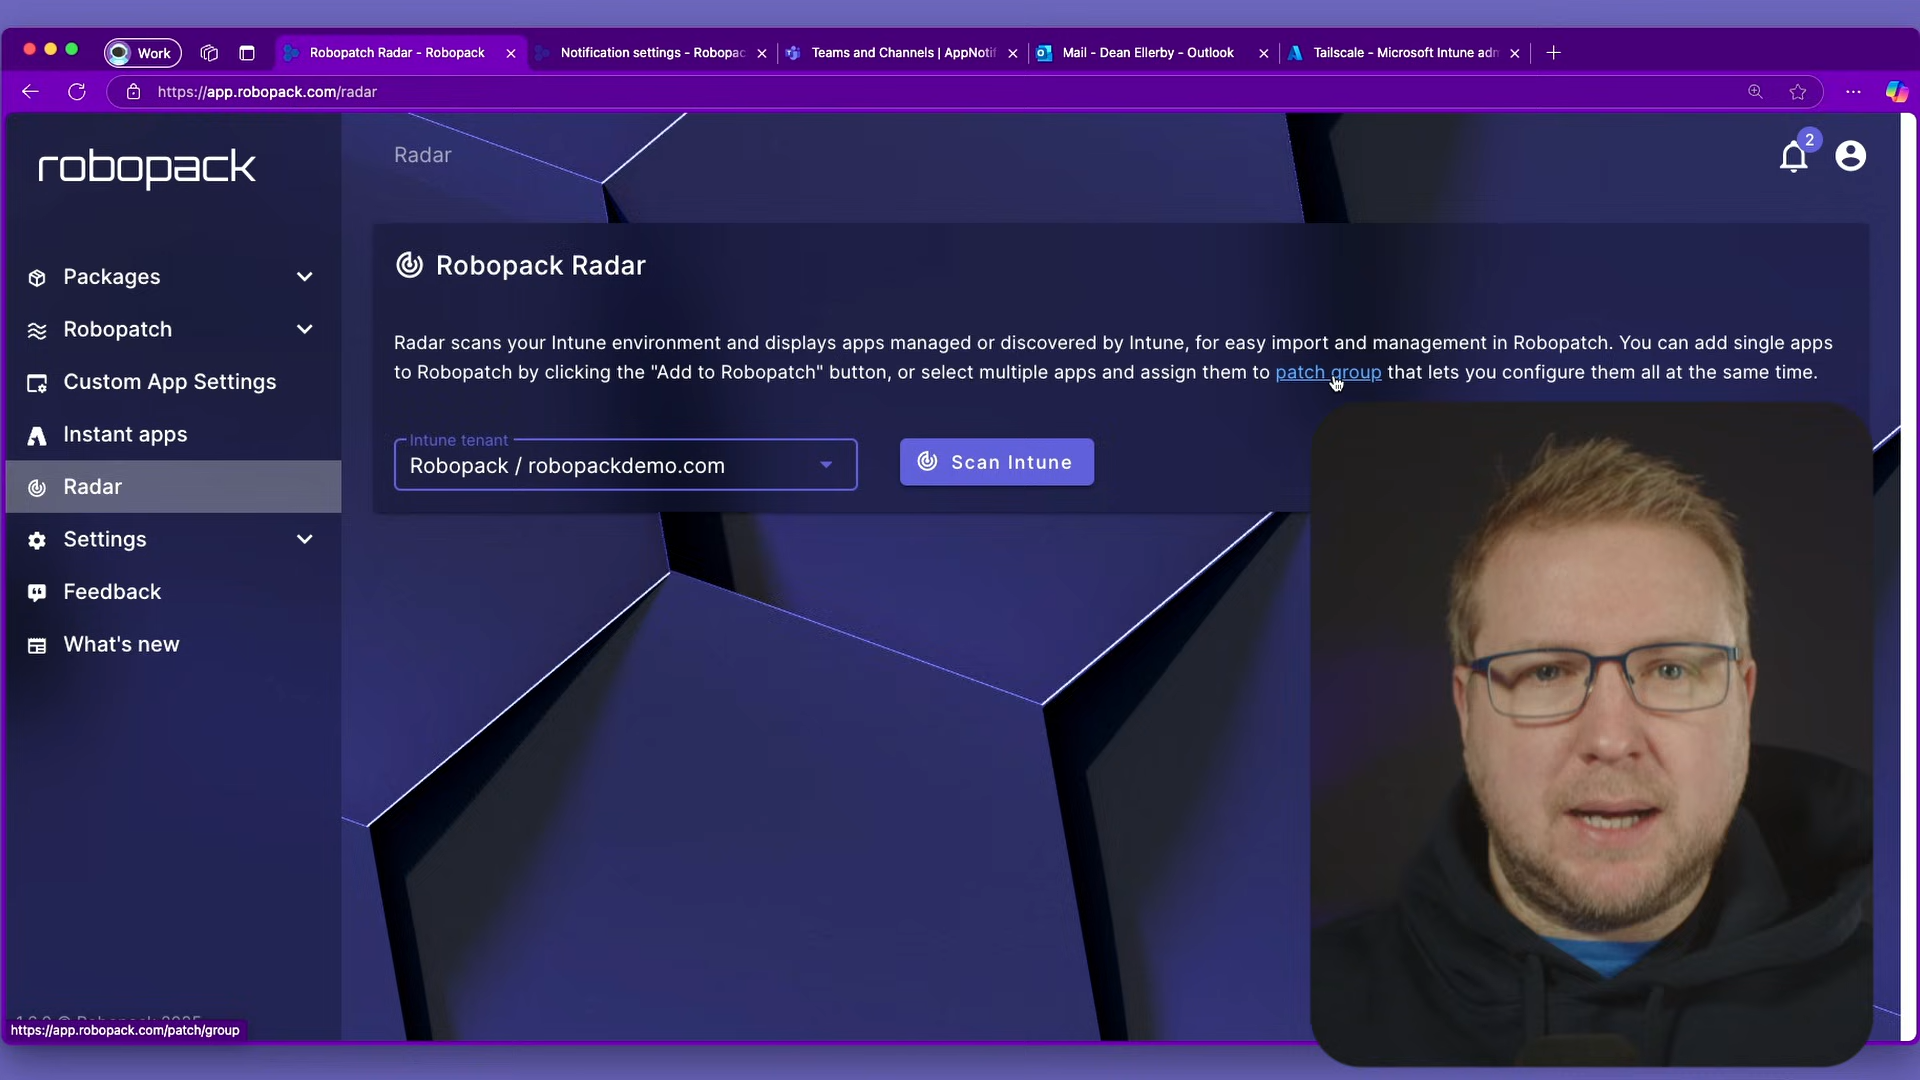 Work
Robopatch Radar - Robopack
Notification settings - Robopac
Teams and Channels | AppNotif
Mail - Dean Ellerby - Outlook
Tailscale - Microsoft Intune adm
https://app.robopack.com/radar
robopack
Radar
2
Packages
Robopatch
Custom App Settings
Instant apps
Radar
Settings
Feedback
What's new
Robopack Radar
Radar scans your Intune environment and displays apps managed or discovered by Intune, for easy import and management in Robopatch. You can add single apps
to Robopatch by clicking the "Add to Robopatch" button, or select multiple apps and assign them to patch group that lets you configure them all at the same time.
Intune tenant
Robopack / robopackdemo.com
Scan Intune
https://app.robopack.com/patch/group